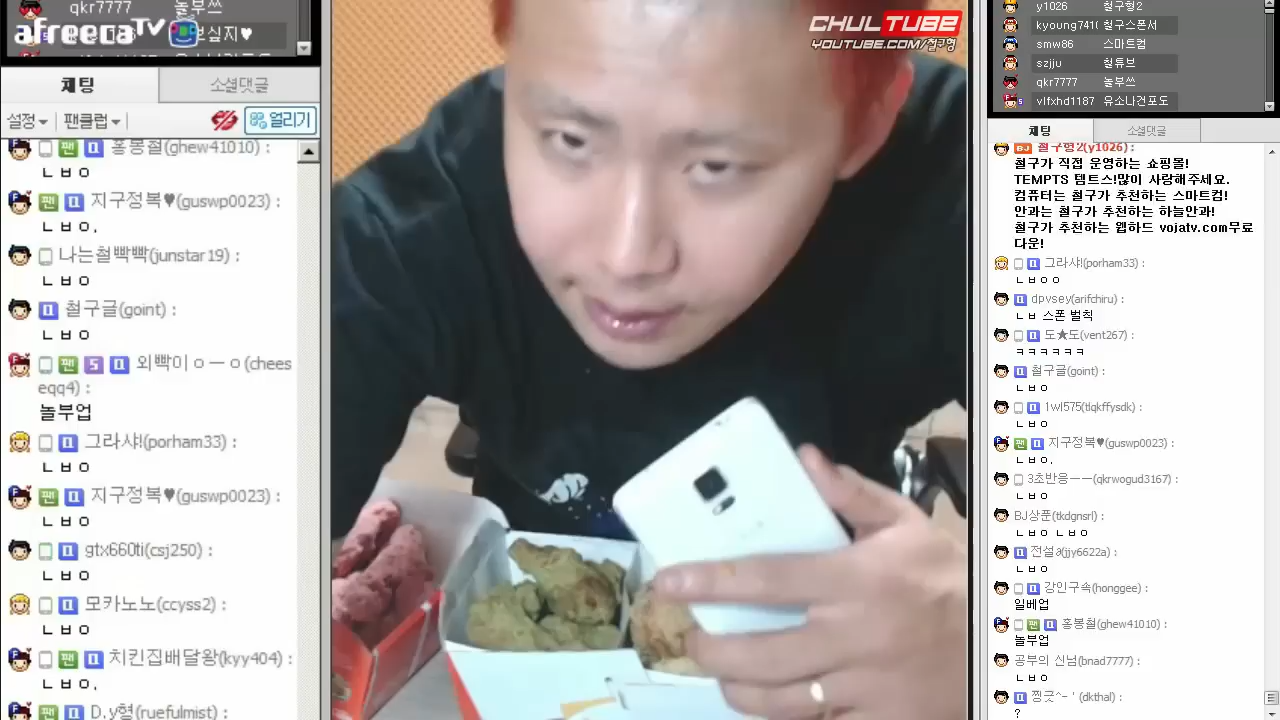 qkr7777 놀부쓰
afreecaTV
보싶지♥
채팅 소셜댓글
설정 팬클럽 얼리기
홍봉철(ghew41010) :
ㄴㅂㅇ
지구정복♥(guswp0023) :
ㄴㅂㅇ,
나는철빡빡(junstar19) :
ㄴㅂㅇ
철구글(goint) :
ㄴㅂㅇ
외빡이ㅇㅡㅇ(chees
eqq4) :
놀부업
그라샤!(porham33) :
ㄴㅂㅇ
지구정복♥(guswp0023) :
ㄴㅂㅇ
gtx660ti(csj250) :
ㄴㅂㅇ
모카노노(ccyss2) :
ㄴㅂㅇ
치킨집배달왕(kyy404) :
ㄴㅂㅇ,
D.y형(ruefulmist) :
CHULTUBE
YOUTUBE.COM/철구형
y1026 철구형2
kyoung7410 철구스폰서
smw86 스마트컴
szjju 철튜브
qkr7777 놀부쓰
vlfxhd1187 유소나건포도
채팅 소셜댓글
BJ 철구형2(y1026) :
철구가 직접 운영하는 쇼핑몰!
TEMPTS 템트스!많이 사랑해주세요.
컴퓨터는 철구가 추천하는 스마트컴!
안과는 철구가 추천하는 하늘안과!
철구가 추천하는 웹하드 vojatv.com무료
다운!
그라샤!(porham33) :
ㄴㅂㅇㅇ
dpvsey(arifchiru) :
ㄴㅂ 스폰 벌칙
도★도(vent267) :
ㅋㅋㅋㅋㅋㅋ
철구글(goint) :
ㄴㅂㅇ
1wl575(tlqkffysdk) :
ㄴㅂㅇ
지구정복♥(guswp0023) :
ㄴㅂㅇ,
3초반응ㅡㅡ(qkrwogud3167) :
ㄴㅂㅇ
BJ상푼(tkdgnsrl) :
ㄴㅂㅇ ㄴㅂㅇ
전설∂(jjy6622a) :
ㄴㅂㅇ
강인구속(honggee) :
일베업
홍봉철(ghew41010) :
놀부업
공부의 신님(bnad7777) :
ㄴㅂㅇ
쩡긋^- ' (dkthal) :
?